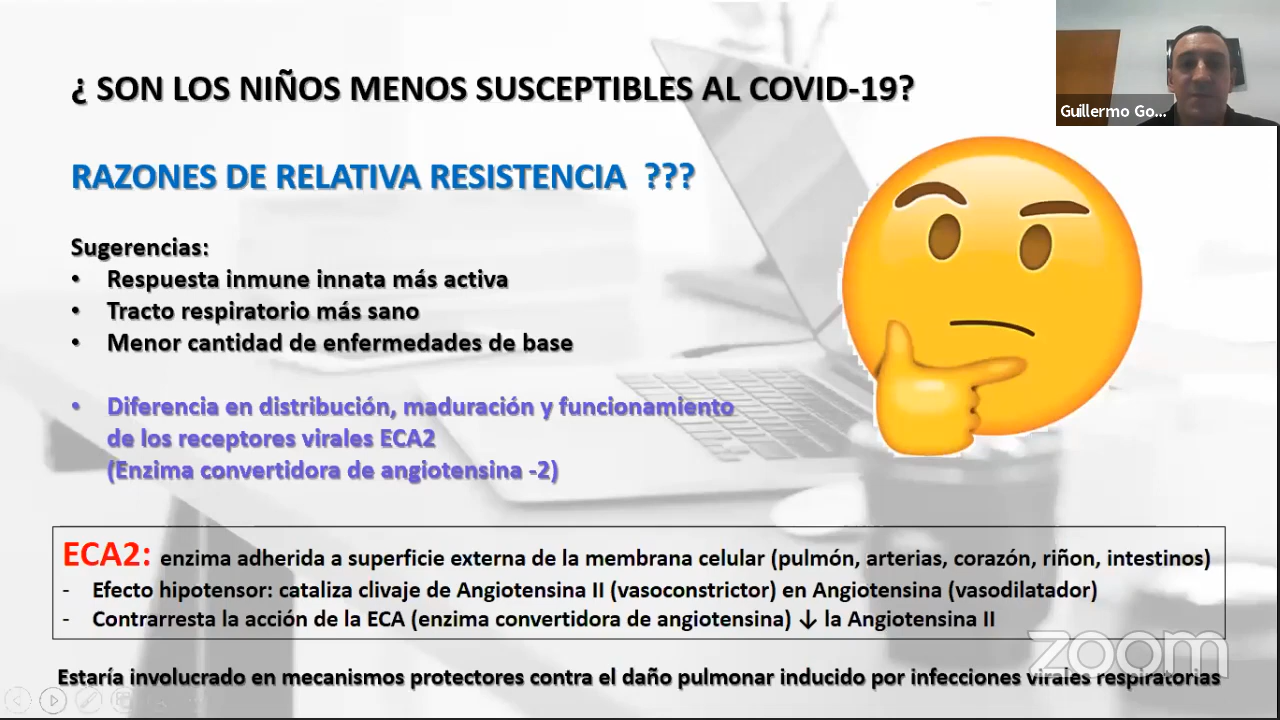 ¿ SON LOS NIÑOS MENOS SUSCEPTIBLES AL COVID-19?
Guillermo Go...
RAZONES DE RELATIVA RESISTENCIA ???
Sugerencias:
• Respuesta inmune innata más activa
• Tracto respiratorio más sano
• Menor cantidad de enfermedades de base
• Diferencia en distribución, maduración y funcionamiento
de los receptores virales ECA2
(Enzima convertidora de angiotensina -2)
ECA2: enzima adherida a superficie externa de la membrana celular (pulmón, arterias, corazón, riñon, intestinos)
- Efecto hipotensor: cataliza clivaje de Angiotensina II (vasoconstrictor) en Angiotensina (vasodilatador)
- Contrarresta la acción de la ECA (enzima convertidora de angiotensina) ↓ la Angiotensina II
zoom
Estaría involucrado en mecanismos protectores contra el daño pulmonar inducido por infecciones virales respiratorias